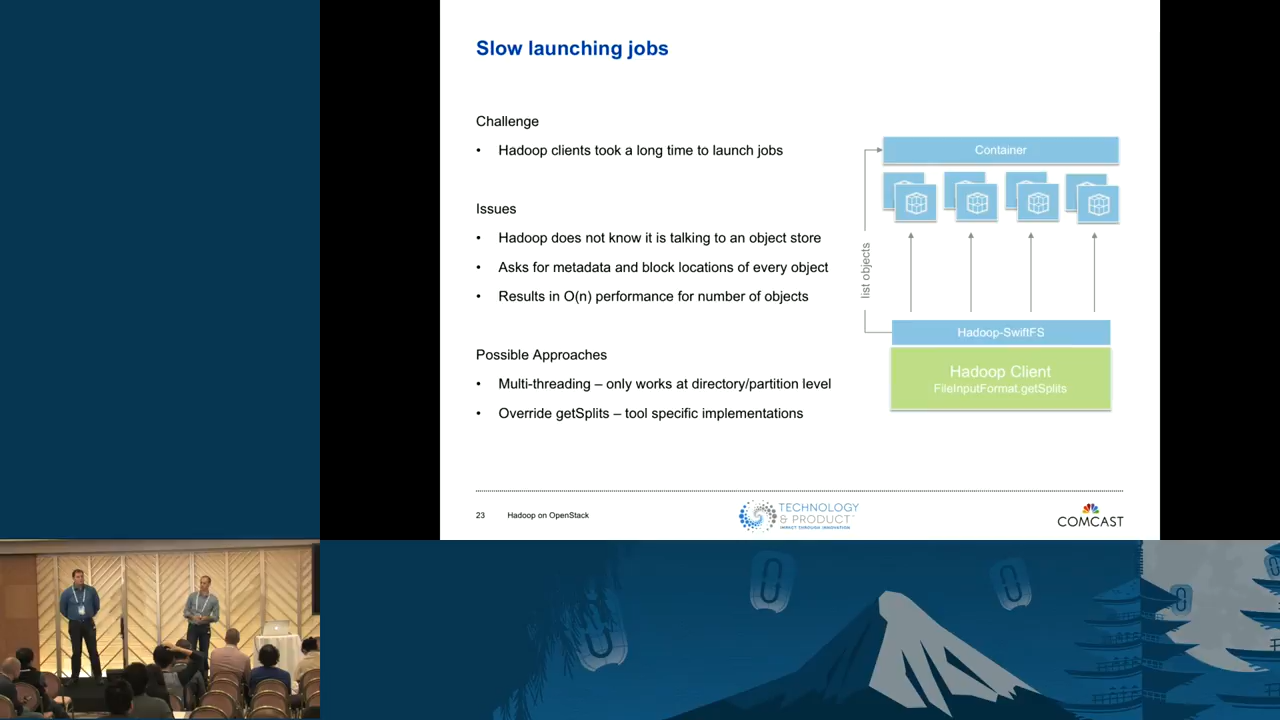 Slow launching jobs
Challenge
• Hadoop clients took a long time to launch jobs
Issues
• Hadoop does not know it is talking to an object store
• Asks for metadata and block locations of every object
• Results in O(n) performance for number of objects
Possible Approaches
• Multi-threading – only works at directory/partition level
• Override getSplits – tool specific implementations
Container
list objects
Hadoop-SwiftFS
Hadoop Client
FileInputFormat.getSplits
23 Hadoop on OpenStack
TECHNOLOGY
& PRODUCT
IMPACT THROUGH INNOVATION
COMCAST